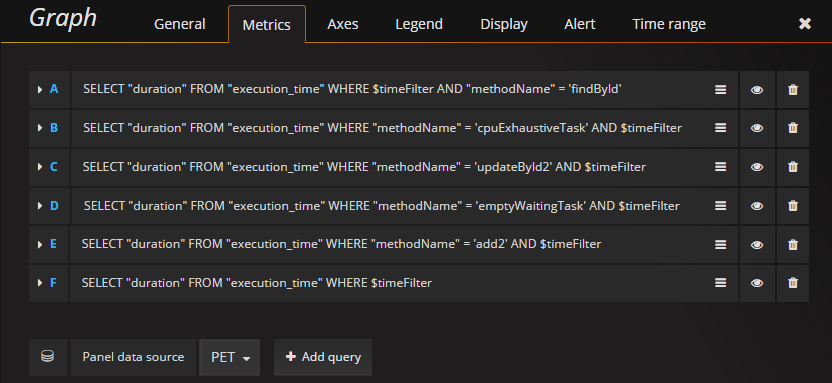 Graph General Metrics Axes Legend Display Alert Time range
A SELECT "duration" FROM "execution_time" WHERE $timeFilter AND "methodName" = 'findById'
B SELECT "duration" FROM "execution_time" WHERE "methodName" = 'cpuExhaustiveTask' AND $timeFilter
C SELECT "duration" FROM "execution_time" WHERE "methodName" = 'updateById2' AND $timeFilter
D SELECT "duration" FROM "execution_time" WHERE "methodName" = 'emptyWaitingTask' AND $timeFilter
E SELECT "duration" FROM "execution_time" WHERE "methodName" = 'add2' AND $timeFilter
F SELECT "duration" FROM "execution_time" WHERE $timeFilter
Panel data source PET Add query